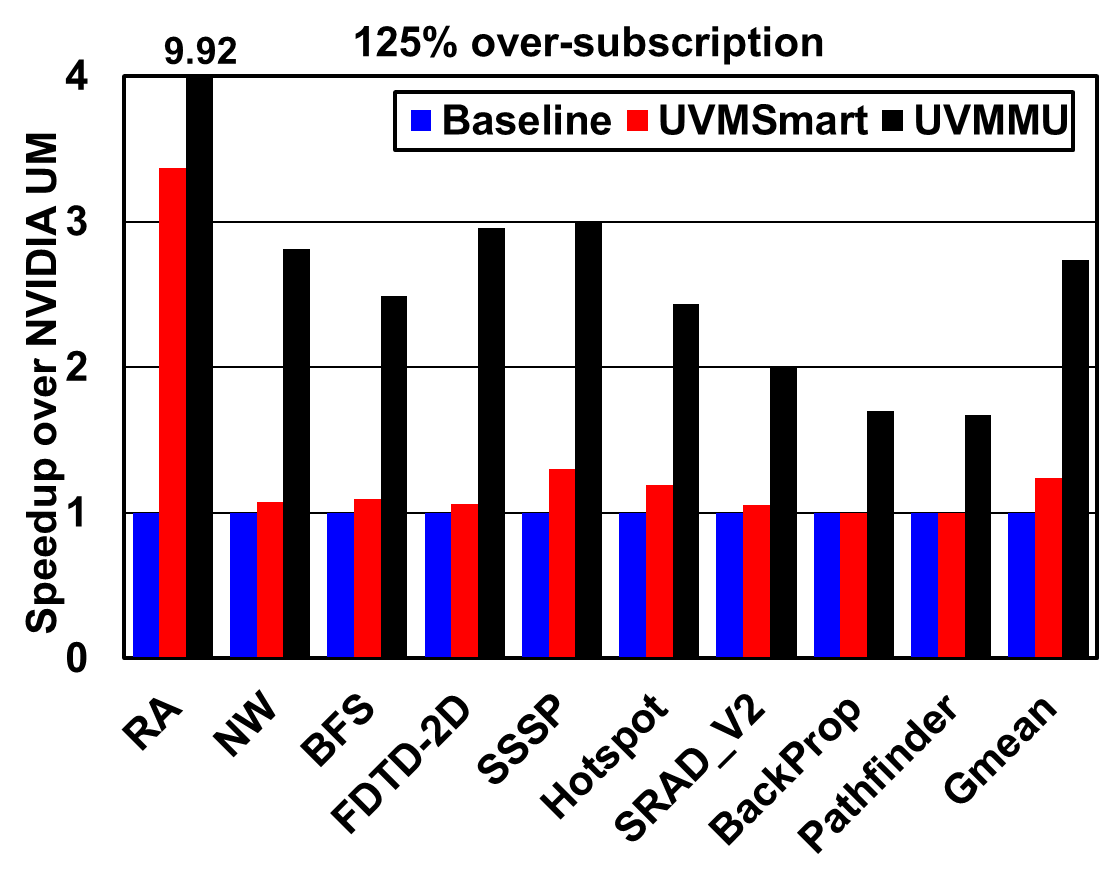 125% over-subscription
9.92
Baseline UVMSmart UVMMU
Speedup over NVIDIA UM
4
3
2
1
0
RA
NW
BFS
FDTD-2D
SSSP
Hotspot
SRAD_V2
BackProp
Pathfinder
Gmean